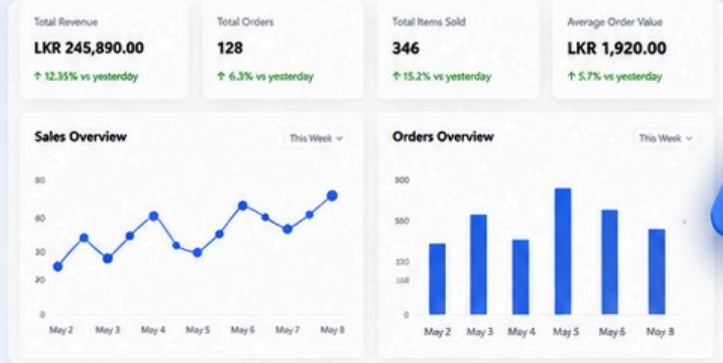 Total Revenue
LKR 245,890.00
↑ 12.35% vs yesterday
Total Orders
128
↑ 6.3% vs yesterday
Total Items Sold
346
↑ 15.2% vs yesterday
Average Order Value
LKR 1,920.00
↑ 5.7% vs yesterday
Sales Overview
This Week
60
20
0
May 2 May 3 May 4 May 5 May 6 May 7 May 8
Orders Overview
This Week
0
May 2 May 3 May 4 May 5 May 6 May 8